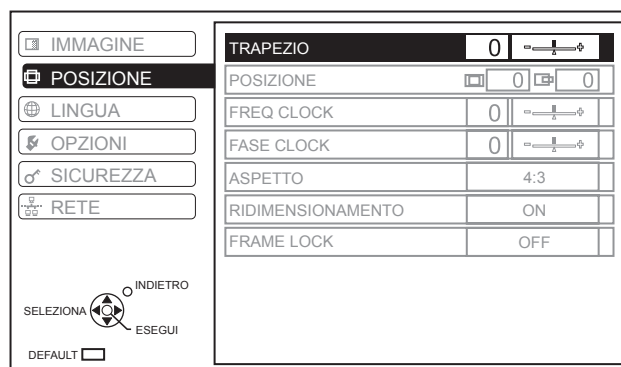 IMMAGINE
POSIZIONE
LINGUA
OPZIONI
SICUREZZA
RETE
INDIETRO
SELEZIONA
ESEGUI
DEFAULT
TRAPEZIO 0 - +
POSIZIONE 0 0
FREQ CLOCK 0 - +
FASE CLOCK 0 - +
ASPETTO 4:3
RIDIMENSIONAMENTO ON
FRAME LOCK OFF